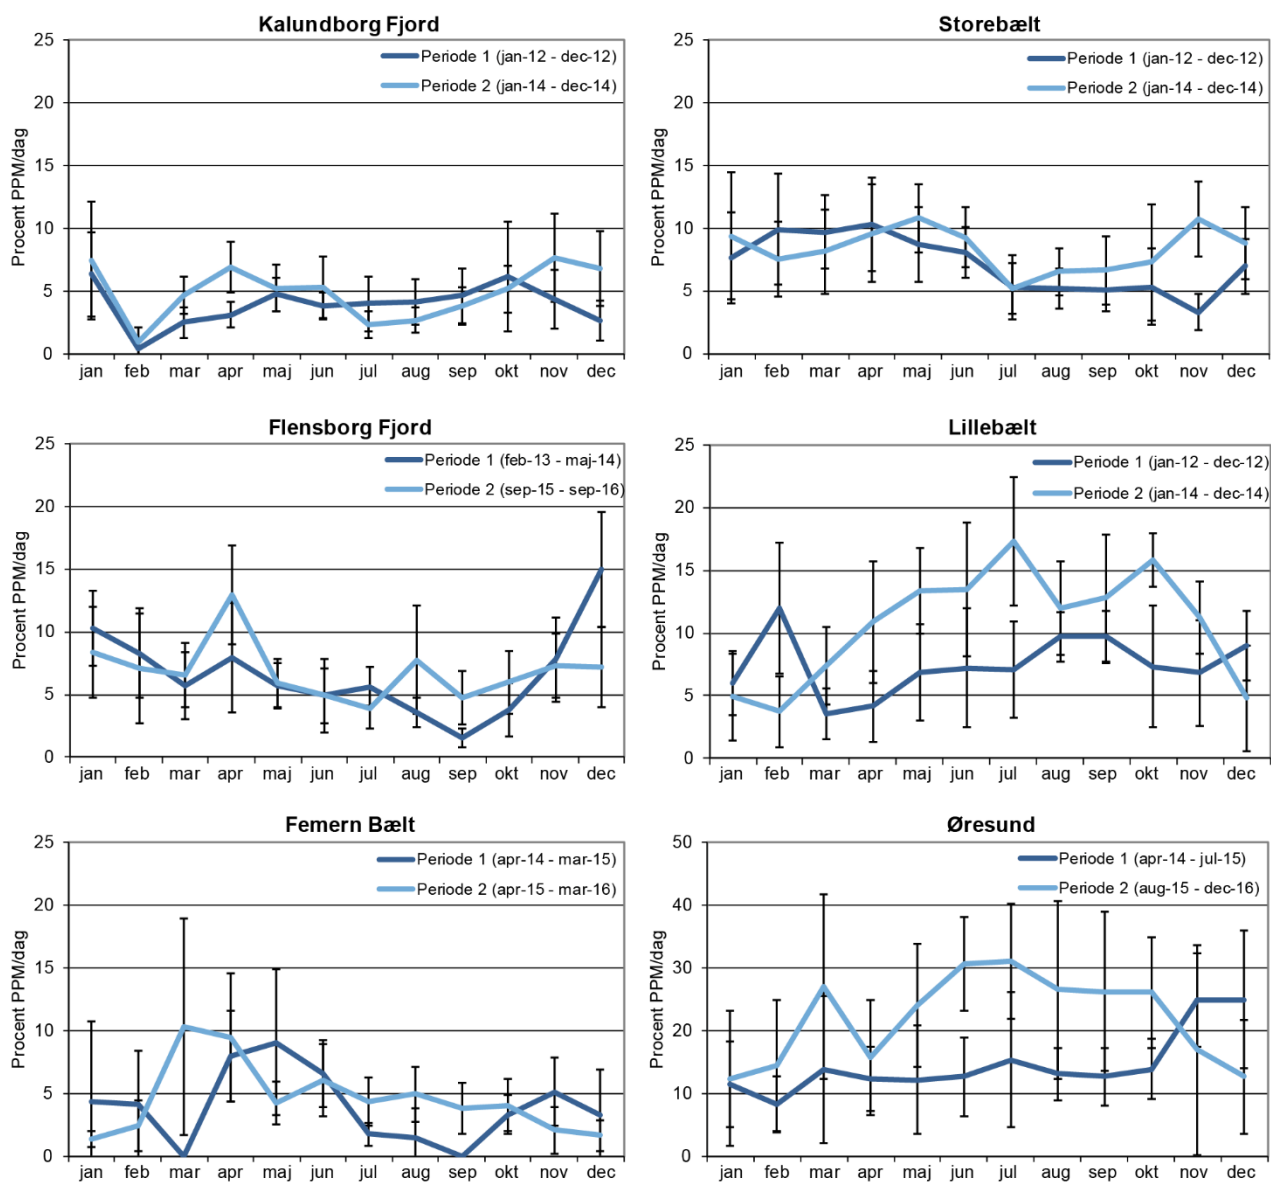 Kalundborg Fjord
Procent PPM/dag
25
20
15
10
5
0
Periode 1 (jan-12 - dec-12)
Periode 2 (jan-14 - dec-14)
jan feb mar apr maj jun jul aug sep okt nov dec
Storebælt
Procent PPM/dag
25
20
15
10
5
0
Periode 1 (jan-12 - dec-12)
Periode 2 (jan-14 - dec-14)
jan feb mar apr maj jun jul aug sep okt nov dec
Flensborg Fjord
Procent PPM/dag
25
20
15
10
5
0
Periode 1 (feb-13 - maj-14)
Periode 2 (sep-15 - sep-16)
jan feb mar apr maj jun jul aug sep okt nov dec
Lillebælt
Procent PPM/dag
25
20
15
10
5
0
Periode 1 (jan-12 - dec-12)
Periode 2 (jan-14 - dec-14)
jan feb mar apr maj jun jul aug sep okt nov dec
Femern Bælt
Procent PPM/dag
25
20
15
10
5
0
Periode 1 (apr-14 - mar-15)
Periode 2 (apr-15 - mar-16)
jan feb mar apr maj jun jul aug sep okt nov dec
Øresund
Procent PPM/dag
50
40
30
20
10
0
Periode 1 (apr-14 - jul-15)
Periode 2 (aug-15 - dec-16)
jan feb mar apr maj jun jul aug sep okt nov dec